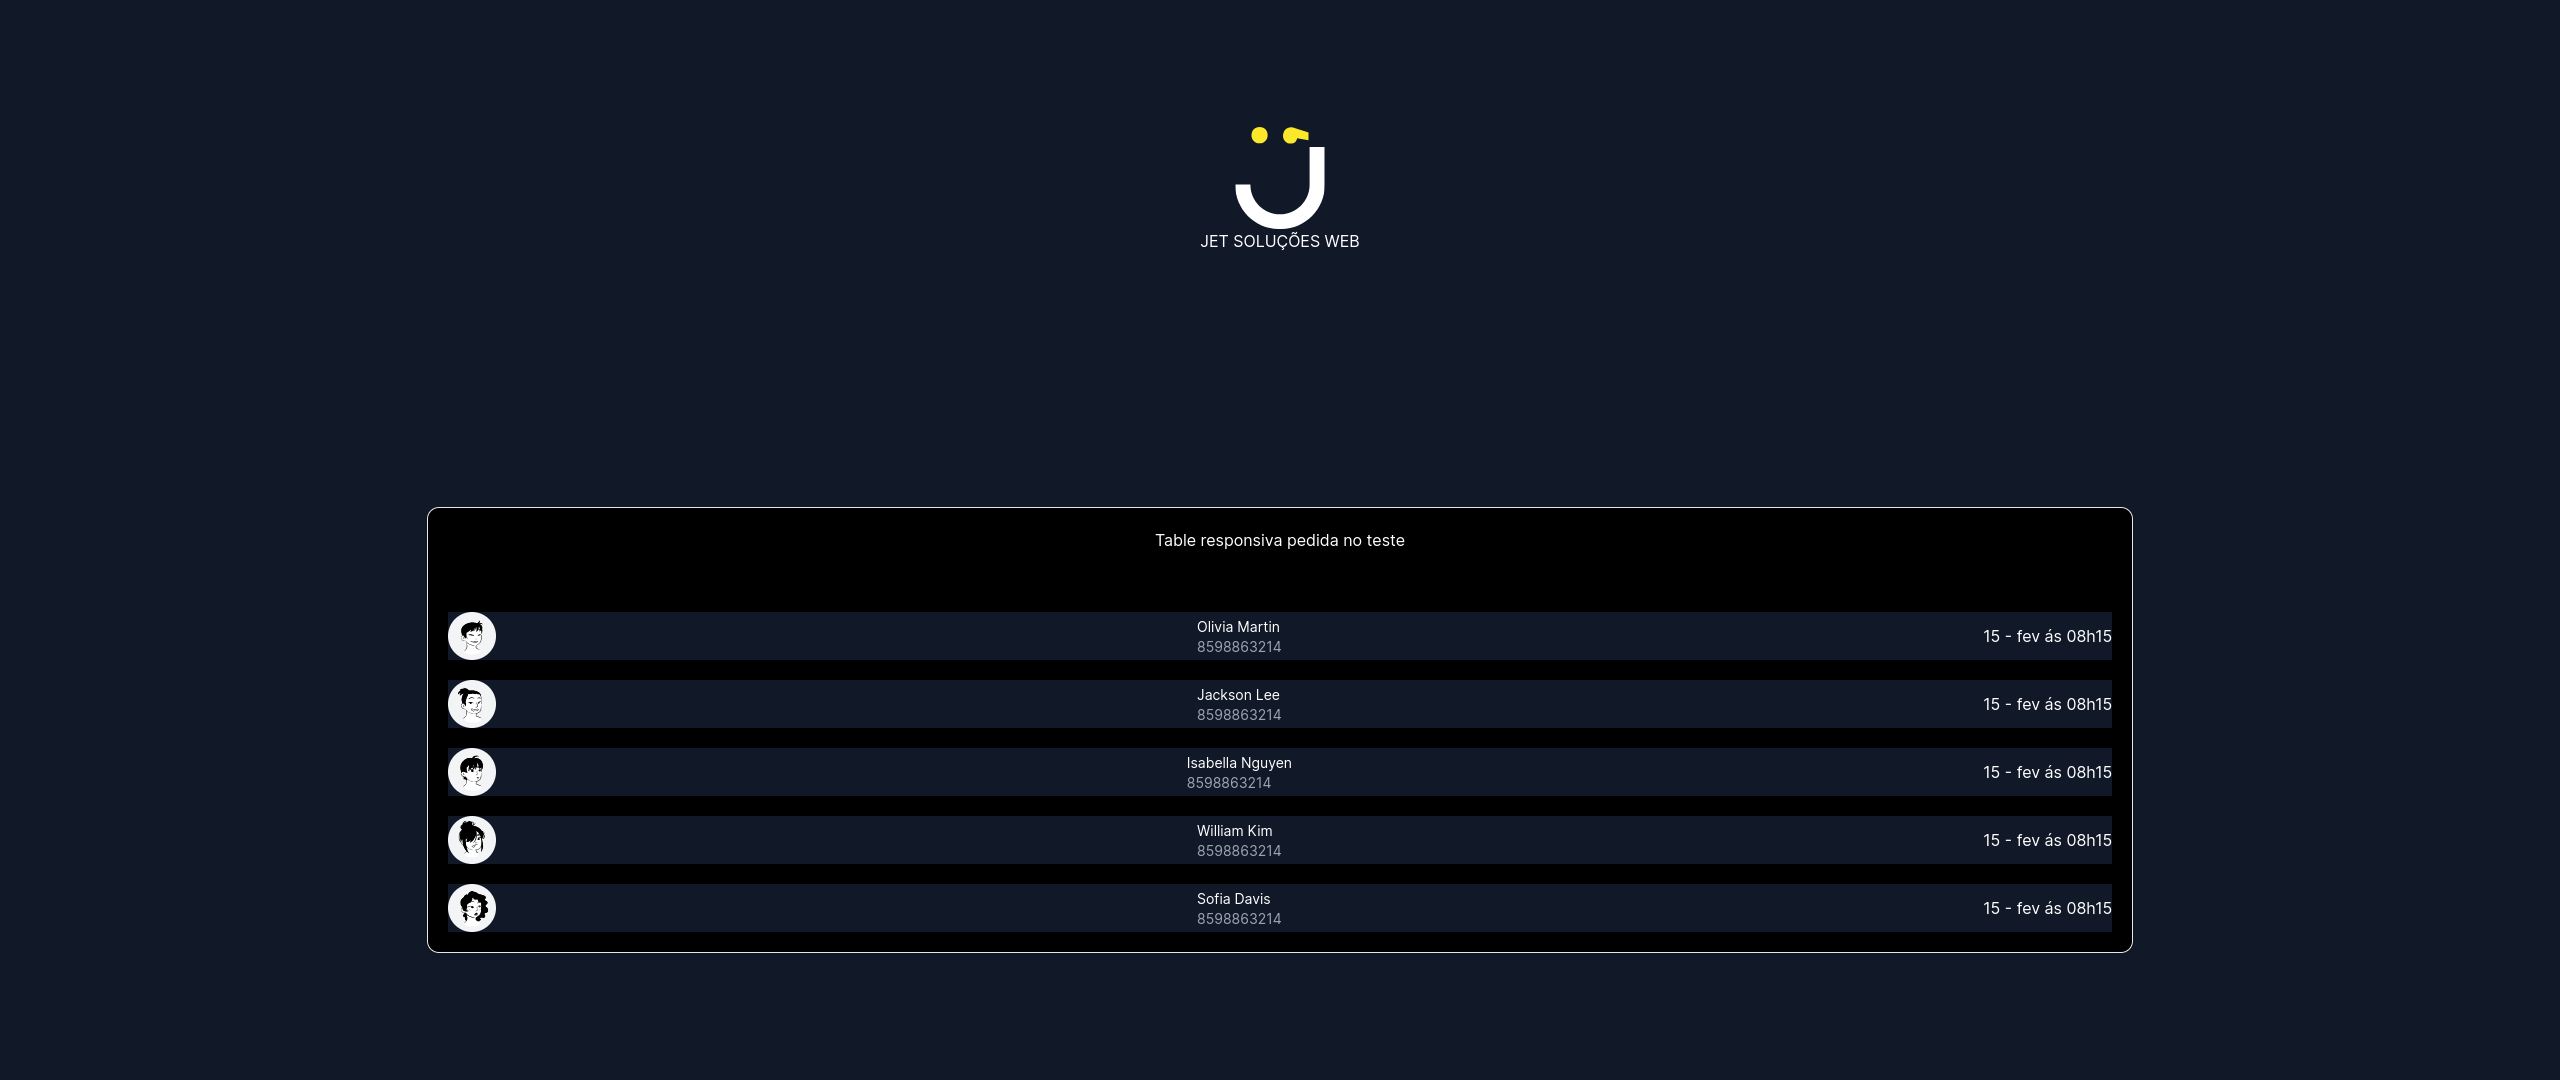 JET SOLUÇÕES WEB
Table responsiva pedida no teste
Olivia Martin
8598863214
15 - fev ás 08h15
Jackson Lee
8598863214
15 - fev ás 08h15
Isabella Nguyen
8598863214
15 - fev ás 08h15
William Kim
8598863214
15 - fev ás 08h15
Sofia Davis
8598863214
15 - fev ás 08h15